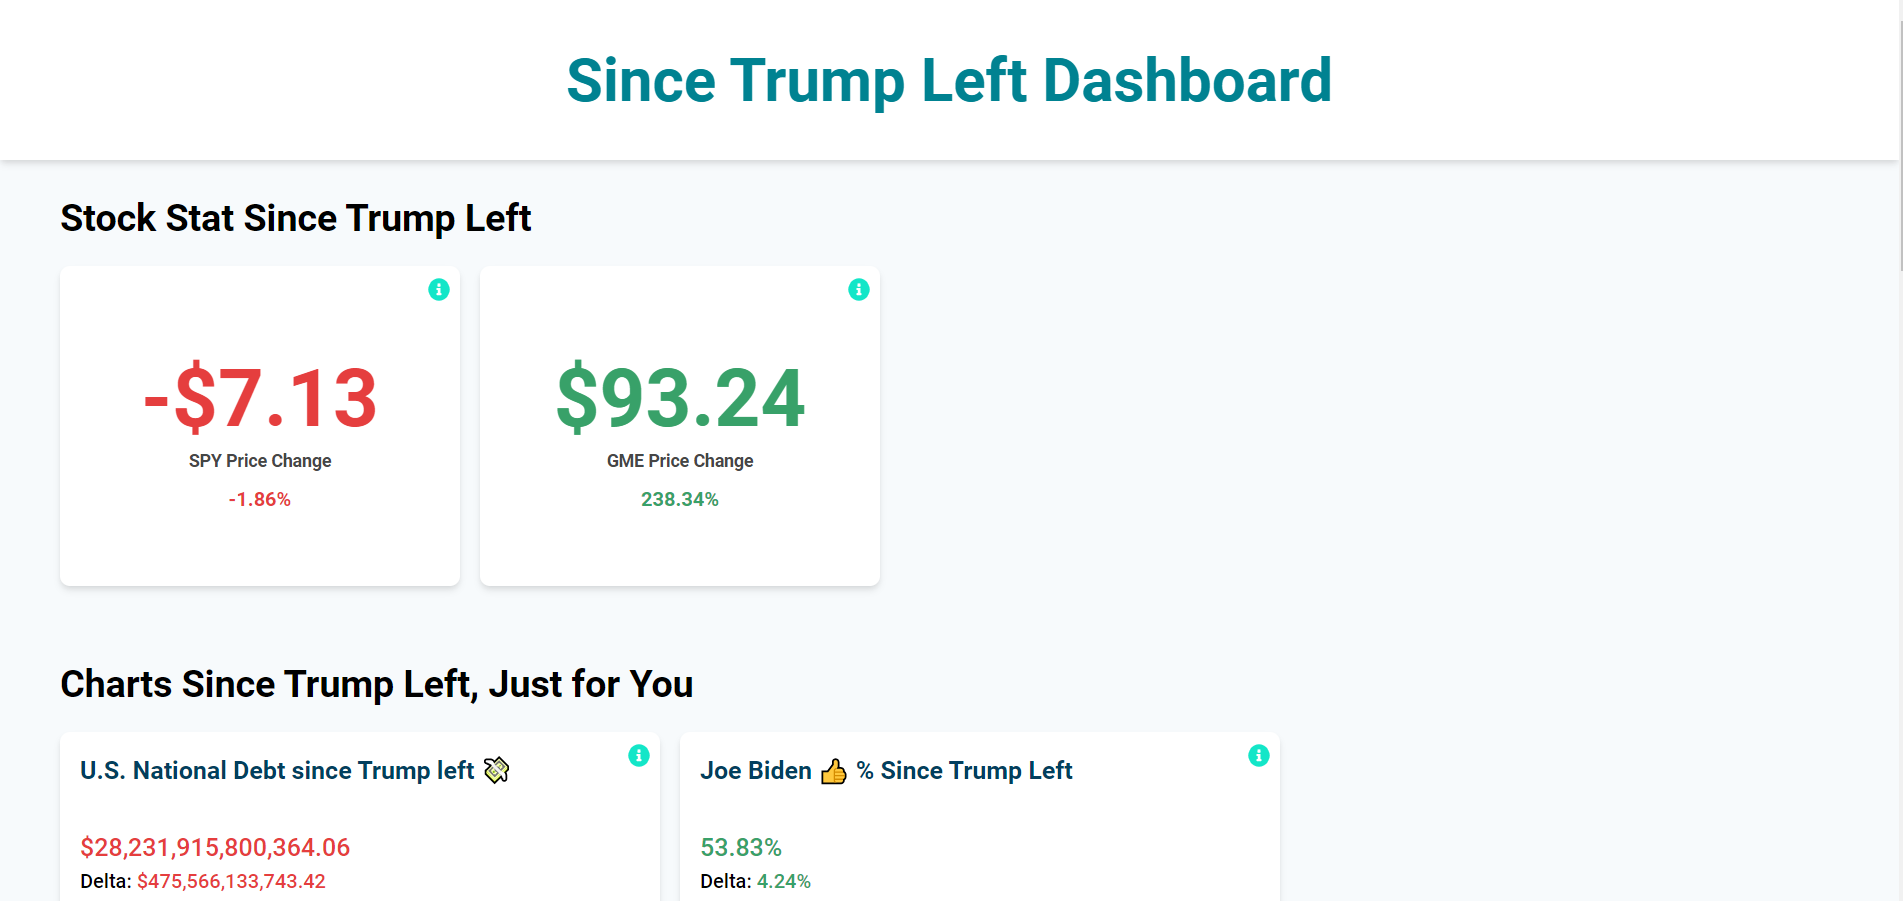 Since Trump Left Dashboard
Stock Stat Since Trump Left
-$7.13
SPY Price Change
-1.86%
$93.24
GME Price Change
238.34%
Charts Since Trump Left, Just for You
U.S. National Debt since Trump left 💸
$28,231,915,800,364.06
Delta: $475,566,133,743.42
Joe Biden 👍 % Since Trump Left
53.83%
Delta: 4.24%